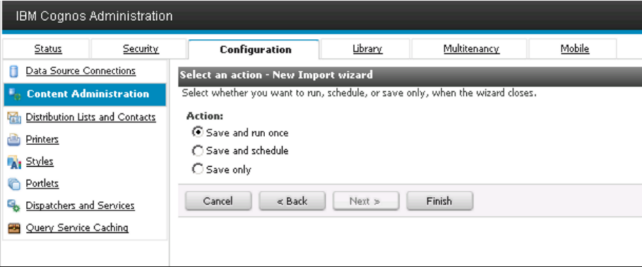 IBM Cognos Administration
Status Security Configuration Library Multitenancy Mobile
Data Source Connections
Content Administration
Distribution Lists and Contacts
Printers
Styles
Portlets
Dispatchers and Services
Query Service Caching
Select an action - New Import wizard
Select whether you want to run, schedule, or save only, when the wizard closes.
Action:
Save and run once
Save and schedule
Save only
Cancel < Back Next > Finish